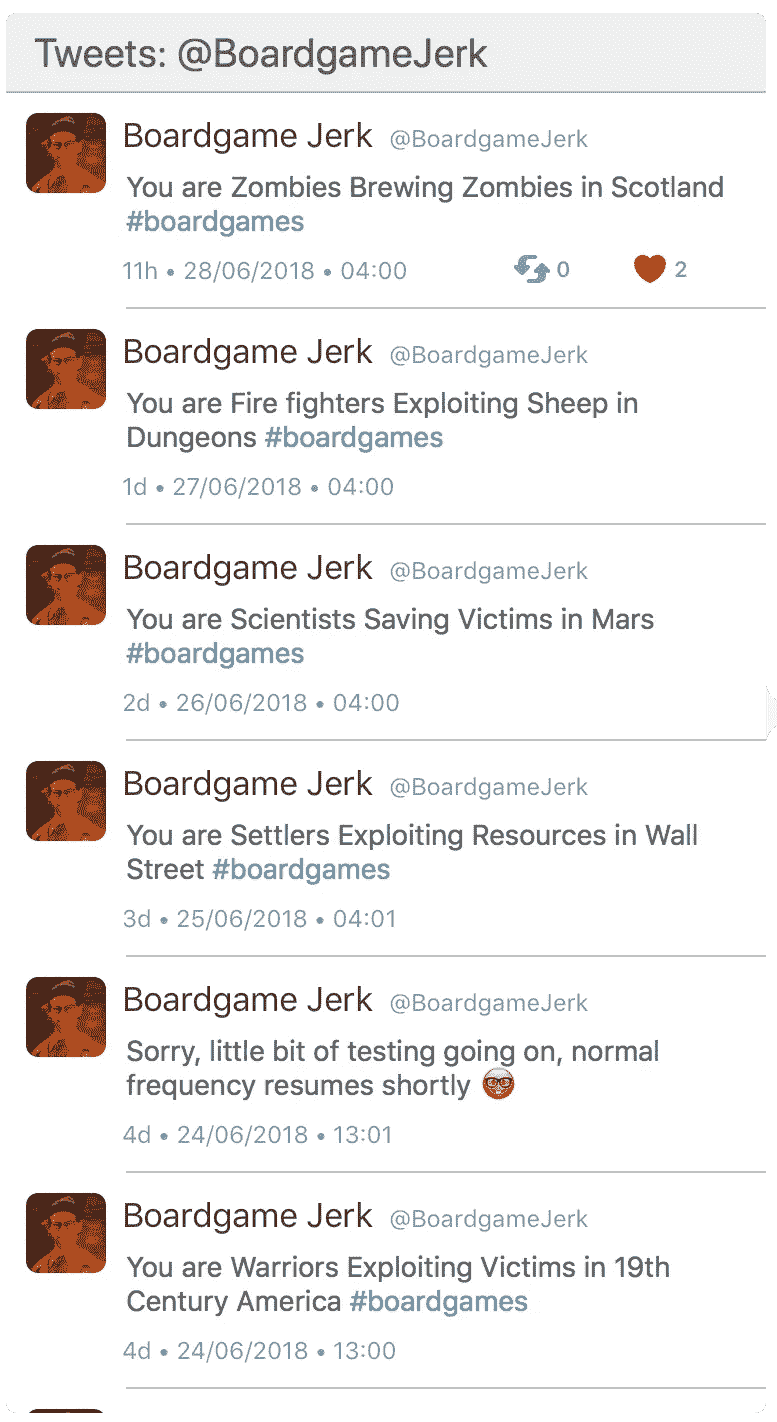 Tweets: @BoardgameJerk
Boardgame Jerk @BoardgameJerk
You are Zombies Brewing Zombies in Scotland
#boardgames
11h • 28/06/2018 • 04:00 0 2
Boardgame Jerk @BoardgameJerk
You are Fire fighters Exploiting Sheep in
Dungeons #boardgames
1d • 27/06/2018 • 04:00
Boardgame Jerk @BoardgameJerk
You are Scientists Saving Victims in Mars
#boardgames
2d • 26/06/2018 • 04:00
Boardgame Jerk @BoardgameJerk
You are Settlers Exploiting Resources in Wall
Street #boardgames
3d • 25/06/2018 • 04:01
Boardgame Jerk @BoardgameJerk
Sorry, little bit of testing going on, normal
frequency resumes shortly
4d • 24/06/2018 • 13:01
Boardgame Jerk @BoardgameJerk
You are Warriors Exploiting Victims in 19th
Century America #boardgames
4d • 24/06/2018 • 13:00